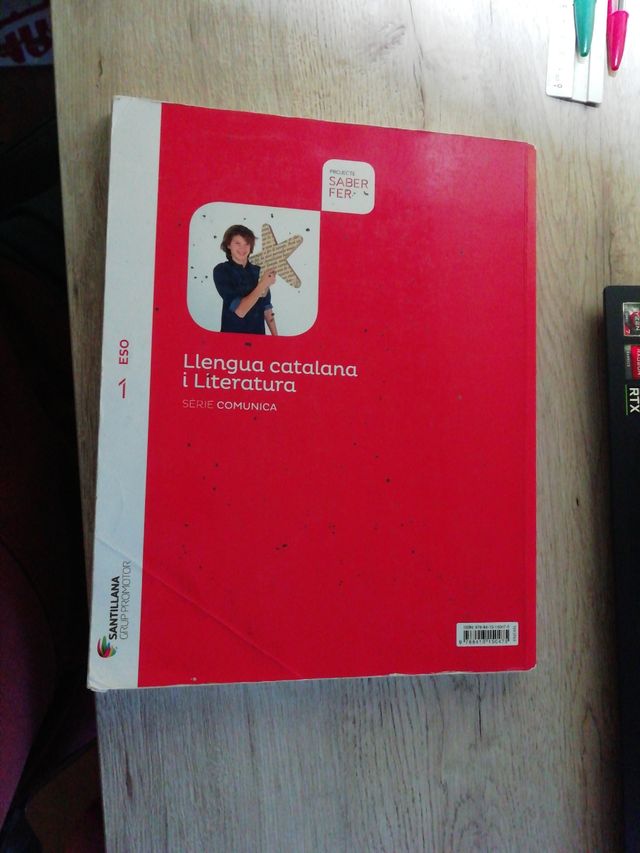 PROJECTE
SABER
FER
Llengua catalana
i Literatura
SÈRIE COMUNICA
1 ESO
SANTILLANA
GRUP PROMOTOR
RTX